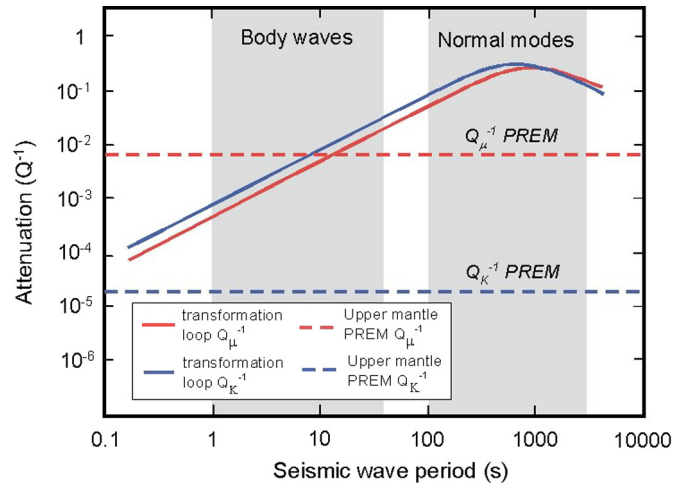 Body waves
Normal modes
1
10⁻¹
10⁻²
10⁻³
10⁻⁴
10⁻⁵
10⁻⁶
Attenuation (Q⁻¹)
Qμ⁻¹ PREM
QK⁻¹ PREM
transformation
loop Qμ⁻¹
Upper mantle
PREM Qμ⁻¹
transformation
loop QK⁻¹
Upper mantle
PREM QK⁻¹
0.1 1 10 100 1000 10000
Seismic wave period (s)